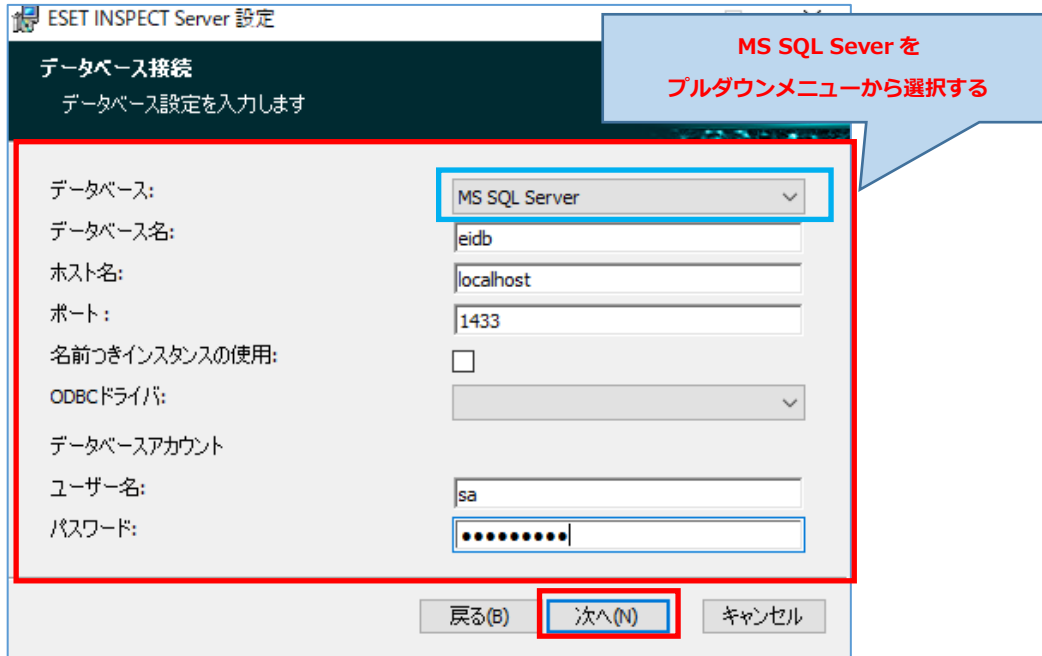 ESET INSPECT Server 設定
MS SQL Sever を
プルダウンメニューから選択する
データベース接続
データベース設定を入力します
データベース:
MS SQL Server
データベース名:
eidb
ホスト名:
localhost
ポート :
1433
名前つきインスタンスの使用:
ODBCドライバ:
データベースアカウント
ユーザー名:
sa
パスワード:
●●●●●●●●●
戻る(B)
次へ(N)
キャンセル